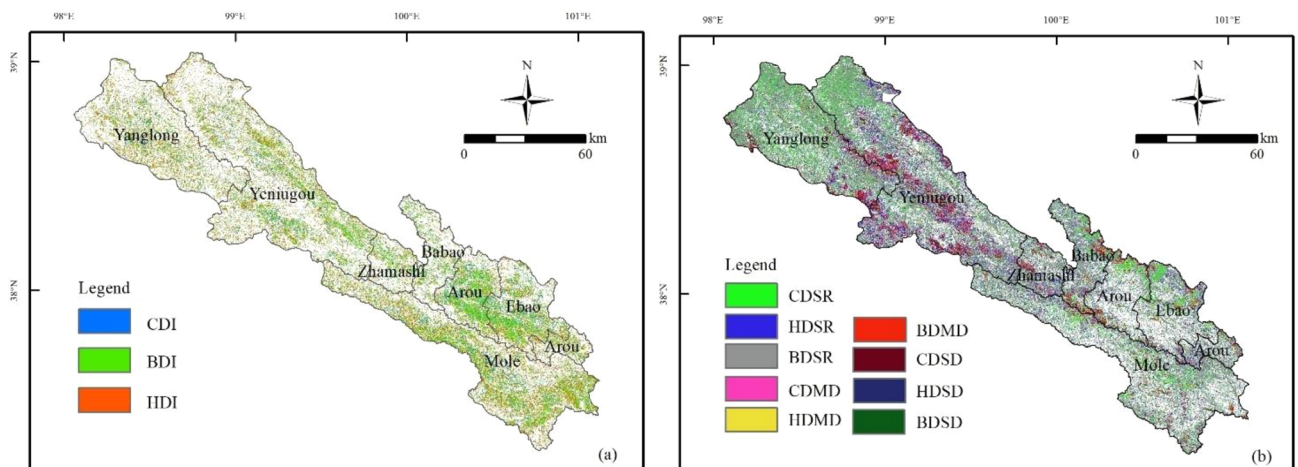 98°E 99°E 100°E 101°E
39°N
38°N
N
km
0 60
Yanglong
Yeniugou
Babao
Zhamashi
Arou
Ebao
Arou
Mole
Legend
CDI
BDI
HDI
(a)
98°E 99°E 100°E 101°E
39°N
38°N
N
km
0 60
Yanglong
Yeniugou
Babao
Zhamashi
Arou
Ebao
Arou
Mole
Legend
CDSR
HDSR
BDSR
CDMD
HDMD
BDMD
CDSD
HDSD
BDSD
(b)